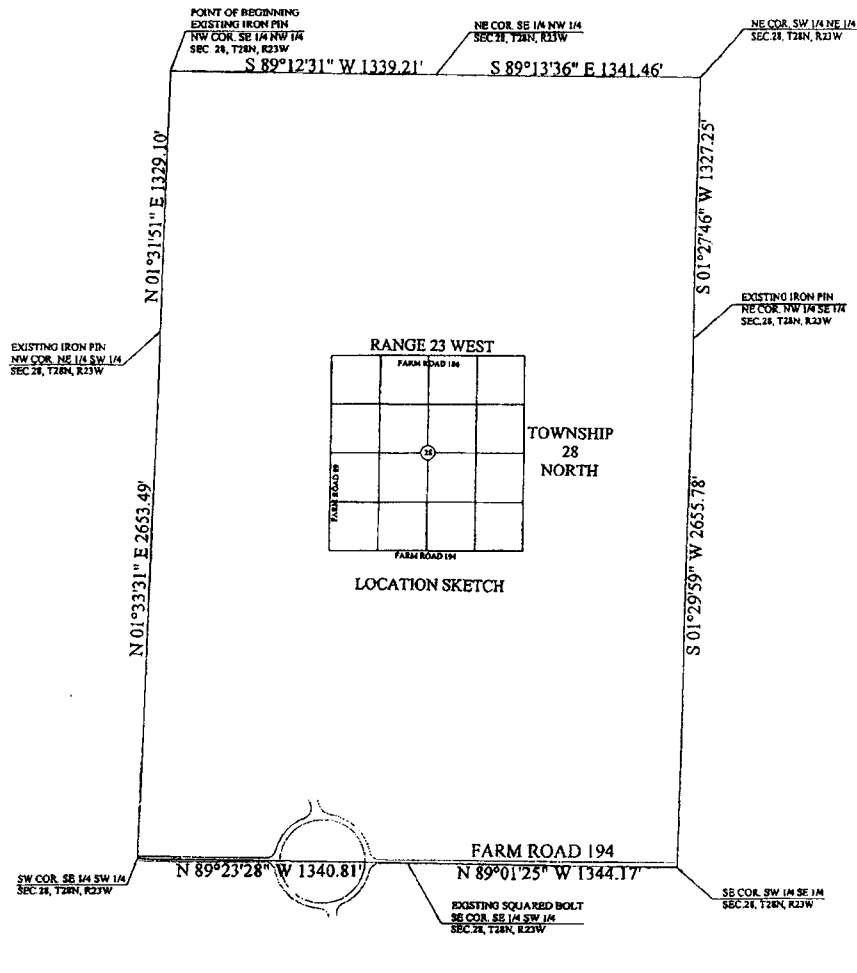 POINT OF BEGINNING
EXISTING IRON PIN
NW COR. SE 1/4 NW 1/4
SEC. 28, T28N, R23W
NE COR. SE 1/4 NW 1/4
SEC. 28, T28N, R23W
NE COR. SW 1/4 NE 1/4
SEC. 28, T28N, R23W
S 89°12'31" W 1339.21'
S 89°13'36" E 1341.46'
N 01°31'51" E 1329.10'
S 01°27'46" W 1327.25'
EXISTING IRON PIN
NE COR. NW 1/4 SE 1/4
SEC.28, T28N, R23W
EXISTING IRON PIN
NW COR. NE 1/4 SW 1/4
SEC. 28, T28N, R23W
RANGE 23 WEST
FARM ROAD 186
TOWNSHIP
28
NORTH
28
FARM ROAD 89
FARM ROAD 194
LOCATION SKETCH
N 01°33'31" E 2653.49'
S 01°29'59" W 2655.78'
FARM ROAD 194
N 89°23'28" W 1340.81'
N 89°01'25" W 1344.17'
SW COR. SE 1/4 SW 1/4
SEC. 28, T28N, R23W
SE COR. SW 1/4 SE 1/4
SEC.28, T28N, R23W
EXISTING SQUARED BOLT
SE COR. SE 1/4 SW 1/4
SEC.28, T28N, R23W